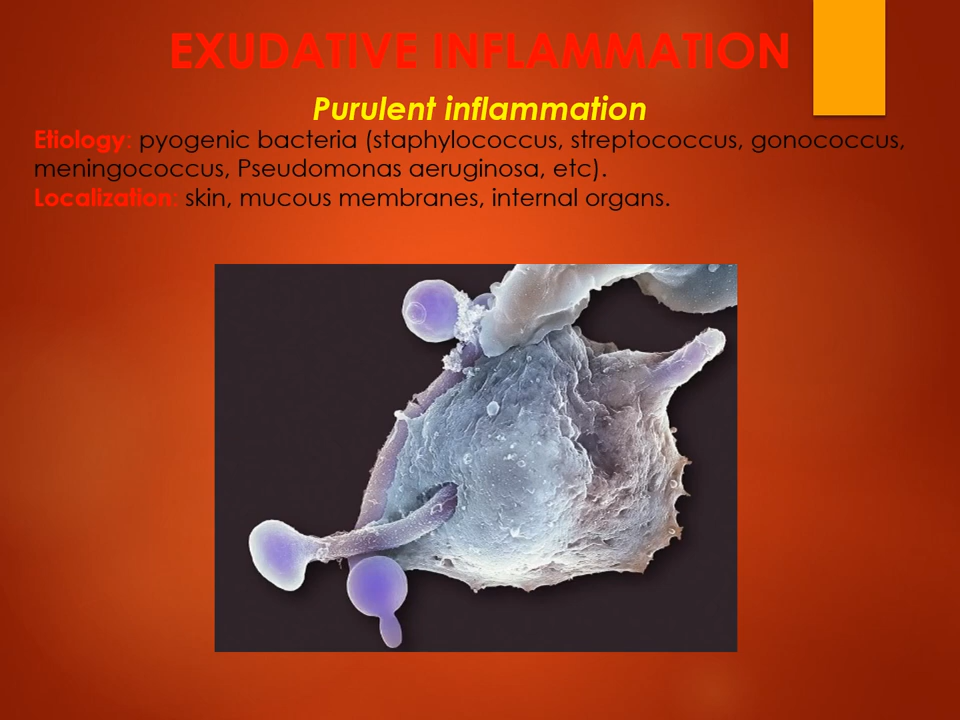 EXUDATIVE INFLAMMATION
Purulent inflammation
Etiology: pyogenic bacteria (staphylococcus, streptococcus, gonococcus,
meningococcus, Pseudomonas aeruginosa, etc).
Localization: skin, mucous membranes, internal organs.